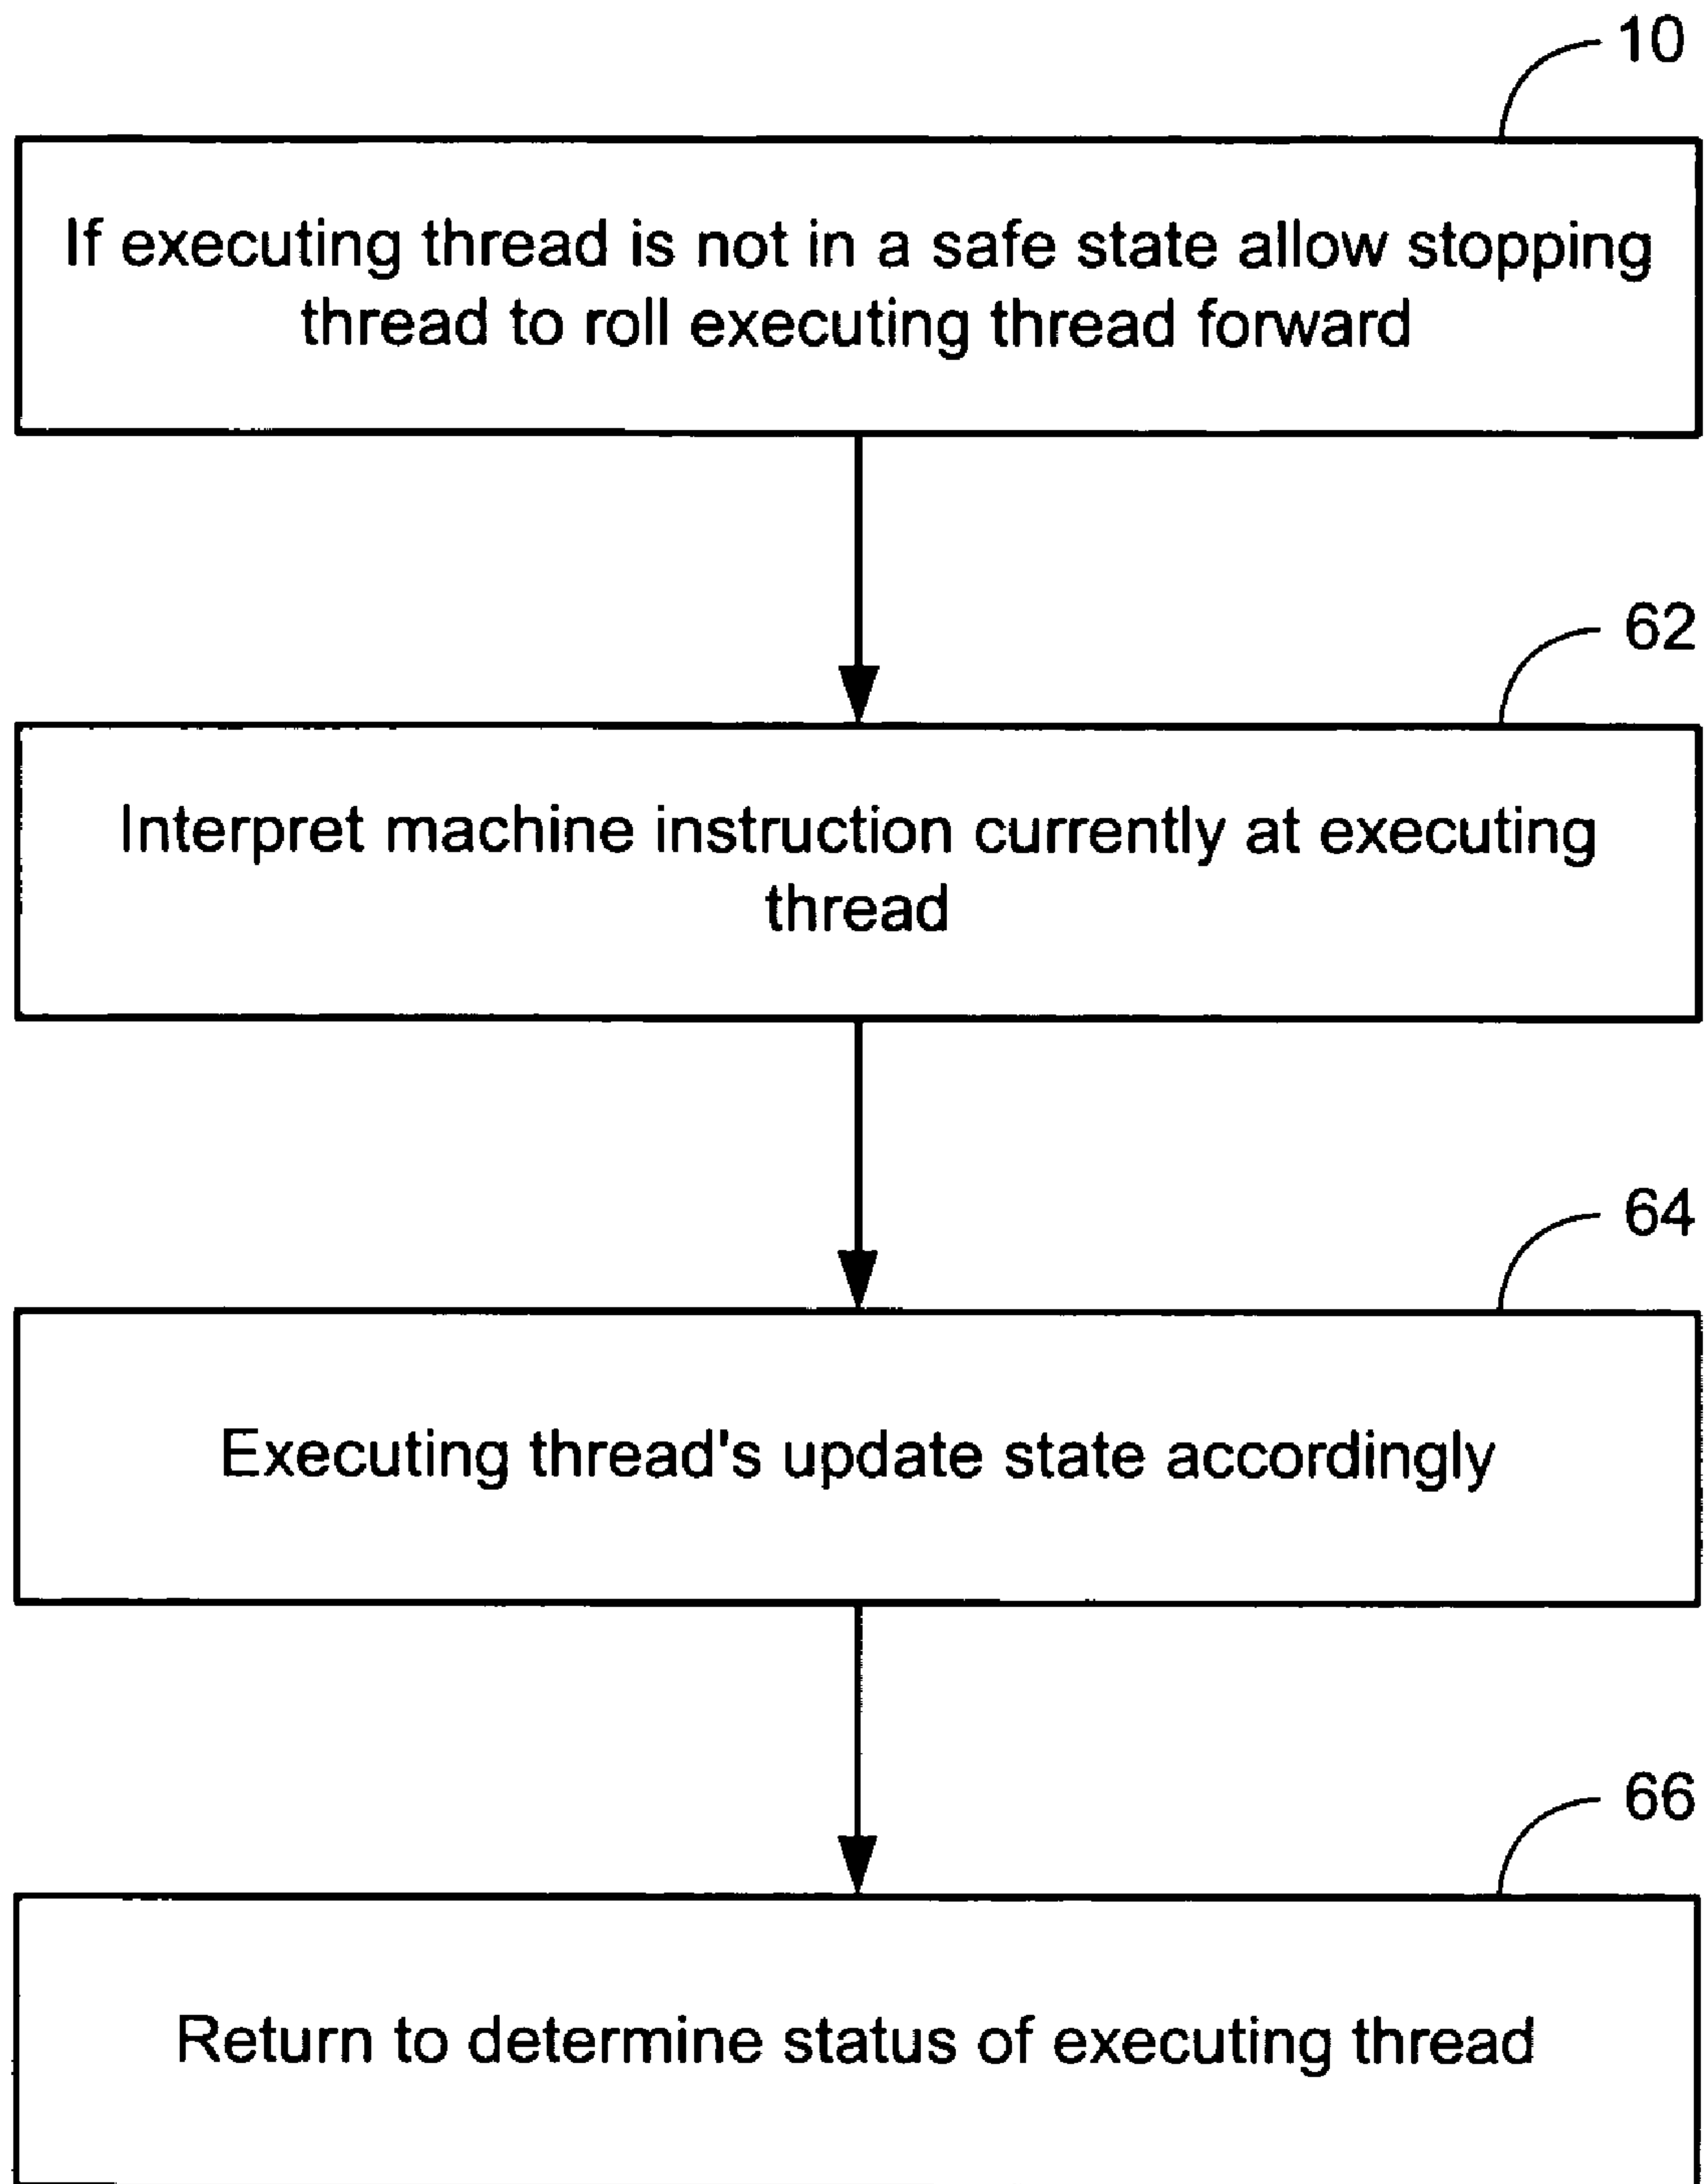 10
If executing thread is not in a safe state allow stopping
thread to roll executing thread forward
62
Interpret machine instruction currently at executing
thread
64
Executing thread's update state accordingly
66
Return to determine status of executing thread